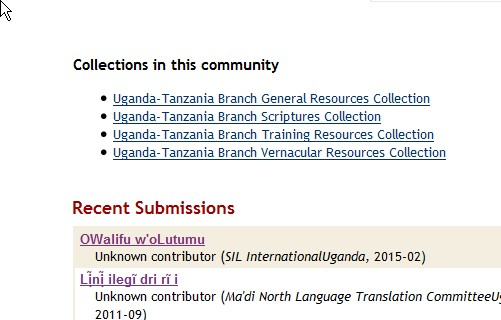 Collections in this community
Uganda-Tanzania Branch General Resources Collection
Uganda-Tanzania Branch Scriptures Collection
Uganda-Tanzania Branch Training Resources Collection
Uganda-Tanzania Branch Vernacular Resources Collection
Recent Submissions
OWalifu w'oLutumu
Unknown contributor (SIL InternationalUganda, 2015-02)
Lị̃nị̃ ilegĩ dri rĩ i
Unknown contributor (Ma'di North Language Translation CommitteeUg
2011-09)